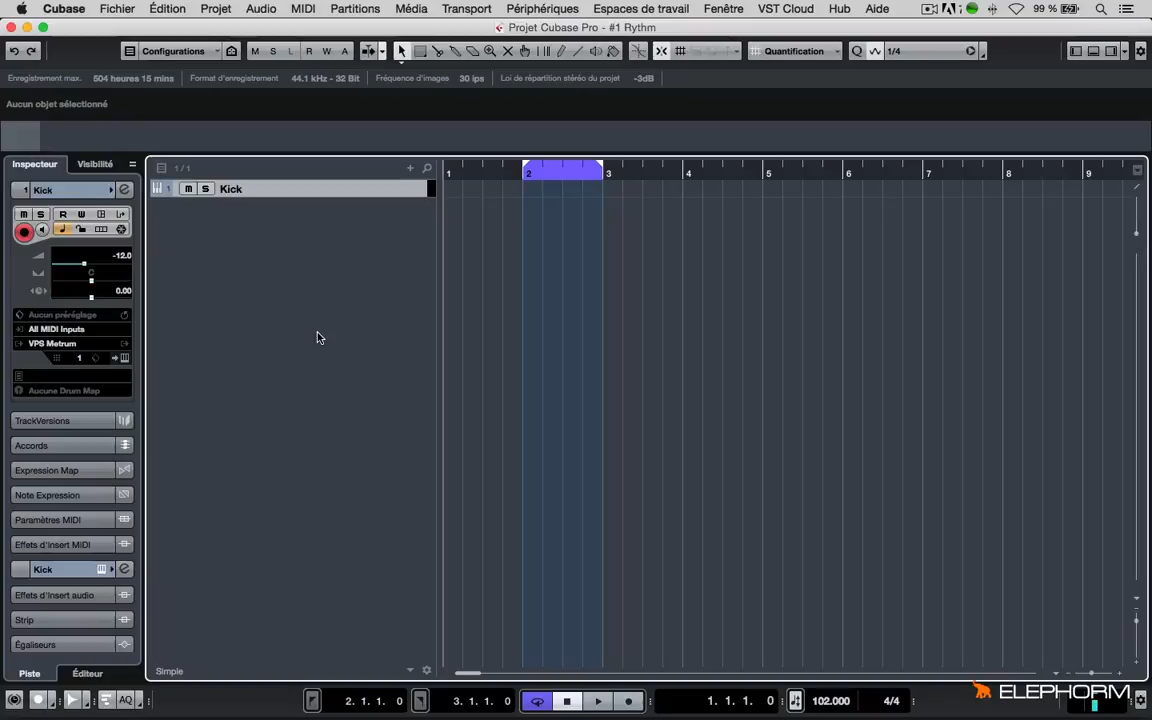 Cubase Fichier Édition Projet Audio MIDI Partitions Média Transport Périphériques Espaces de travail Fenêtre VST Cloud Hub Aide 99 %
Projet Cubase Pro - #1 Rythm
Configurations M S L R W A Quantification Q 1/4
Enregistrement max. 504 heures 15 mins Format d'enregistrement 44.1 kHz - 32 Bit Fréquence d'images 30 ips Loi de répartition stéréo du projet -3dB
Aucun objet sélectionné
Inspecteur Visibilité 1 / 1
1 2 3 4 5 6 7 8 9
1 Kick
1 m S Kick
M S R W
-12.0
C
0.00
Aucun préréglage
All MIDI Inputs
VPS Metrum
1
Aucune Drum Map
TrackVersions
Accords
Expression Map
Note Expression
Paramètres MIDI
Effets d'Insert MIDI
Kick
Effets d'Insert audio
Strip
Égaliseurs
Piste Éditeur Simple
AQ 2. 1. 1. 0 3. 1. 1. 0 1. 1. 1. 0 102.000 4/4
ELEPHORM